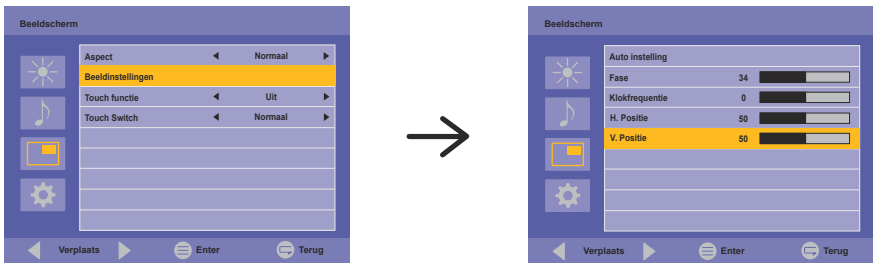 Beeldscherm
Aspect Normaal
Beeldinstellingen
Touch functie Uit
Touch Switch Normaal
Verplaats Enter Terug
Beeldscherm
Auto instelling
Fase 34
Klokfrequentie 0
H. Positie 50
V. Positie 50
Verplaats Enter Terug